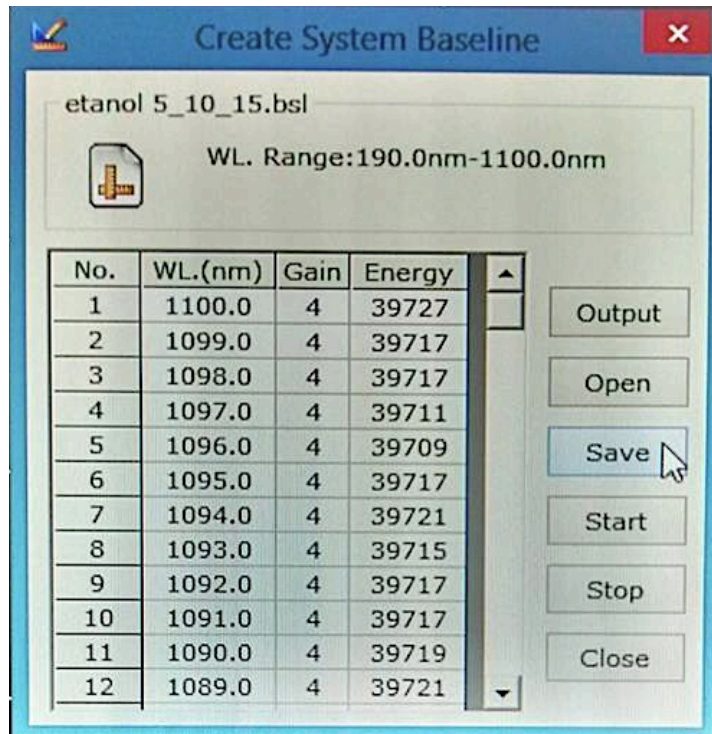 Create System Baseline
etanol 5_10_15.bsl
WL. Range:190.0nm-1100.0nm
No. WL.(nm) Gain Energy
1 1100.0 4 39727
2 1099.0 4 39717
3 1098.0 4 39717
4 1097.0 4 39711
5 1096.0 4 39709
6 1095.0 4 39717
7 1094.0 4 39721
8 1093.0 4 39715
9 1092.0 4 39717
10 1091.0 4 39717
11 1090.0 4 39719
12 1089.0 4 39721
Output
Open
Save
Start
Stop
Close